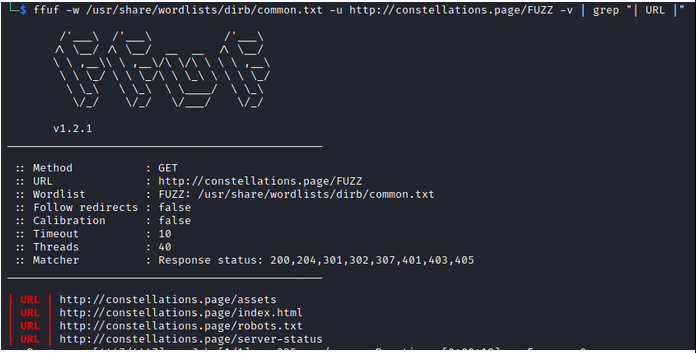 └─$ ffuf -w /usr/share/wordlists/dirb/common.txt -u http://constellations.page/FUZZ -v | grep "| URL |"
v1.2.1
:: Method : GET
:: URL : http://constellations.page/FUZZ
:: Wordlist : FUZZ: /usr/share/wordlists/dirb/common.txt
:: Follow redirects : false
:: Calibration : false
:: Timeout : 10
:: Threads : 40
:: Matcher : Response status: 200,204,301,302,307,401,403,405
| URL | http://constellations.page/assets
| URL | http://constellations.page/index.html
| URL | http://constellations.page/robots.txt
| URL | http://constellations.page/server-status